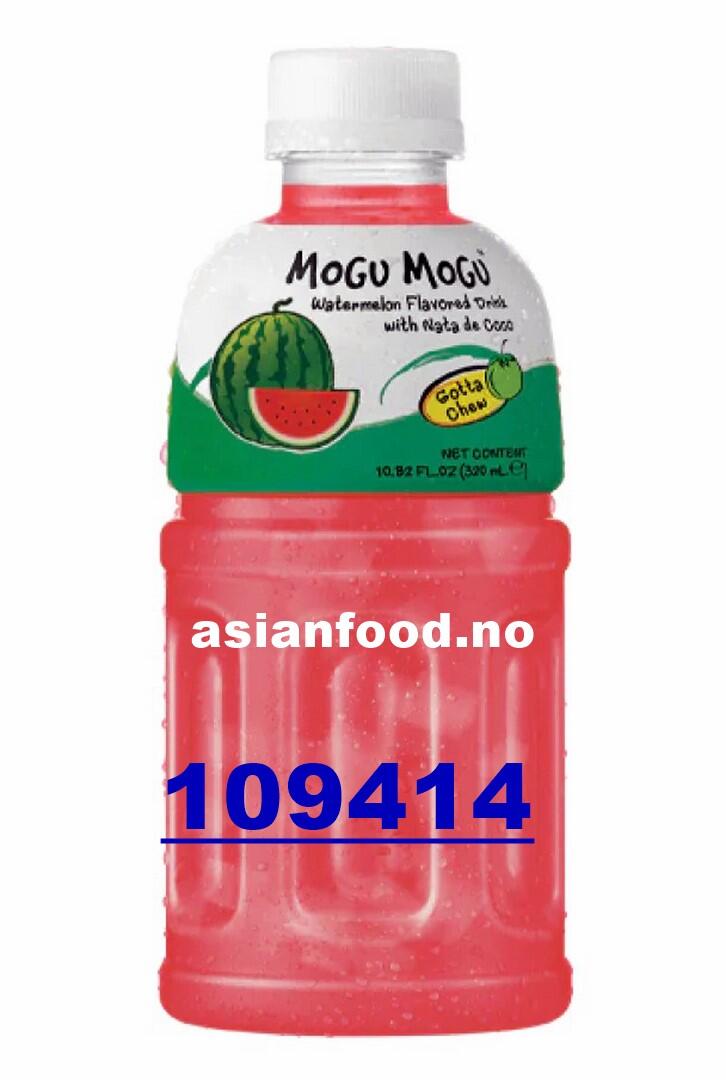 MOGU MOGU
Watermelon Flavored Drink
with Nata de Coco
Gotta
Chew
NET CONTENT
10.82 FL.OZ (320 mL.℮)
asianfood.no
109414